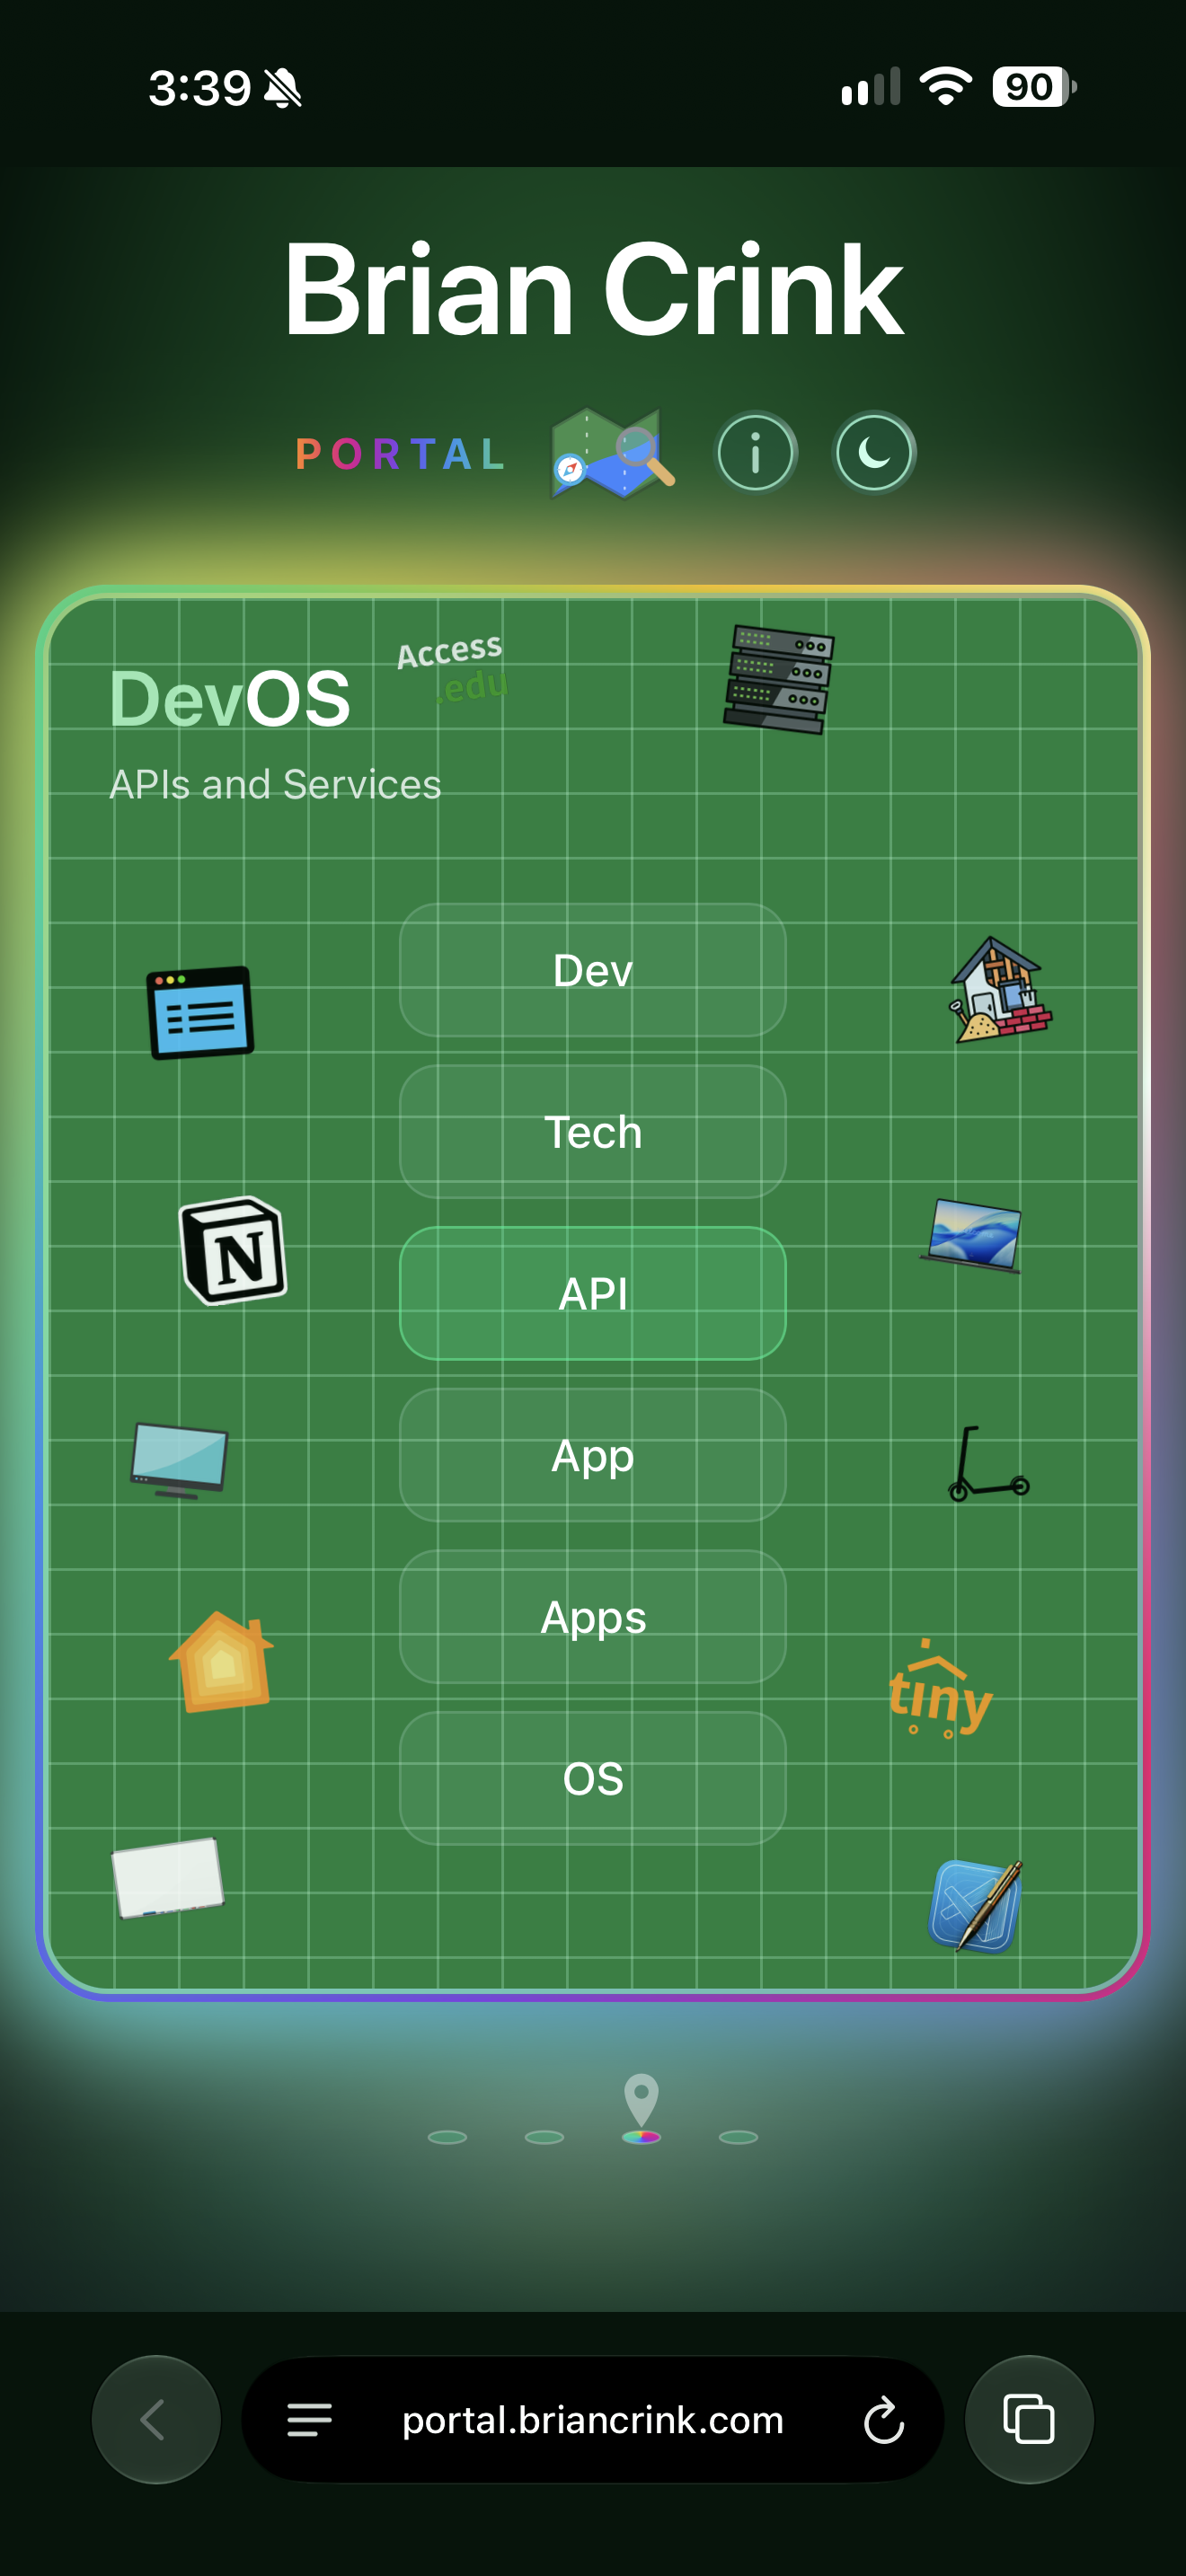 3:39
90
Brian Crink
PORTAL
Access
.edu
DevOS
APIs and Services
Dev
Tech
N
API
App
Apps
tiny
OS
portal.briancrink.com